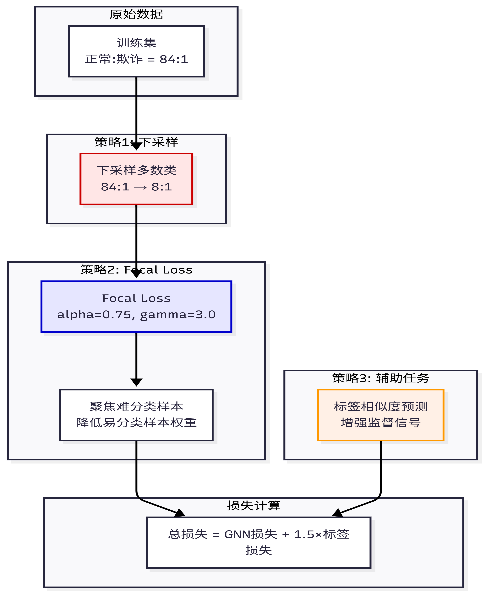 原始数据
训练集
正常:欺诈 = 84:1
策略1: 下采样
下采样多数类
84:1 → 8:1
策略2: Focal Loss
Focal Loss
alpha=0.75, gamma=3.0
聚焦难分类样本
降低易分类样本权重
策略3: 辅助任务
标签相似度预测
增强监督信号
损失计算
总损失 = GNN损失 + 1.5×标签
损失